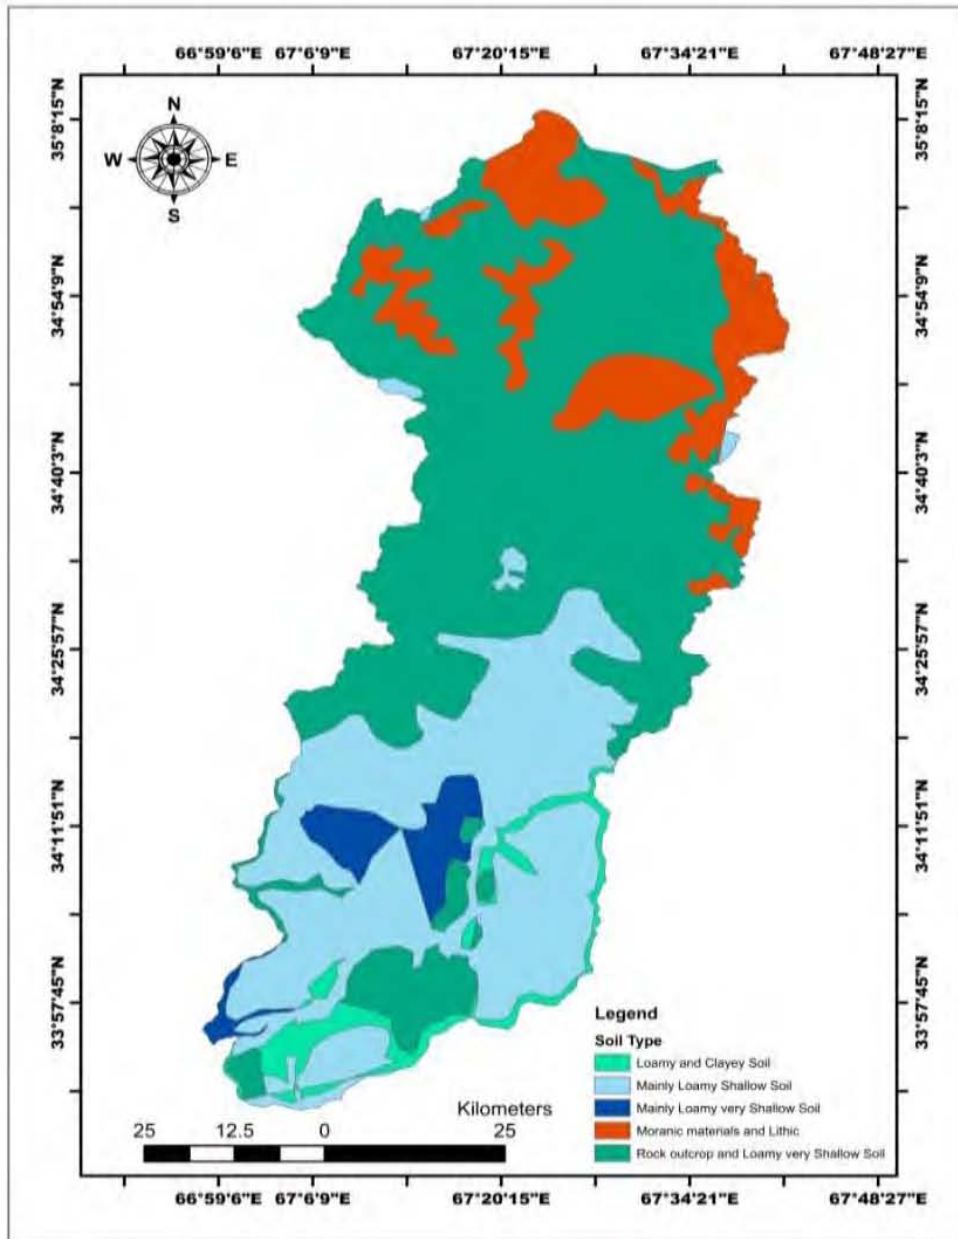 66°59'6"E 67°6'9"E 67°20'15"E 67°34'21"E 67°48'27"E
35°8'15"N
34°54'9"N
34°40'3"N
34°25'57"N
34°11'51"N
33°57'45"N
N
W E
S
35°8'15"N
34°54'9"N
34°40'3"N
34°25'57"N
34°11'51"N
33°57'45"N
Legend
Soil Type
Loamy and Clayey Soil
Mainly Loamy Shallow Soil
Mainly Loamy very Shallow Soil
Moranic materials and Lithic
Rock outcrop and Loamy very Shallow Soil
Kilometers
25 12.5 0 25
66°59'6"E 67°6'9"E 67°20'15"E 67°34'21"E 67°48'27"E